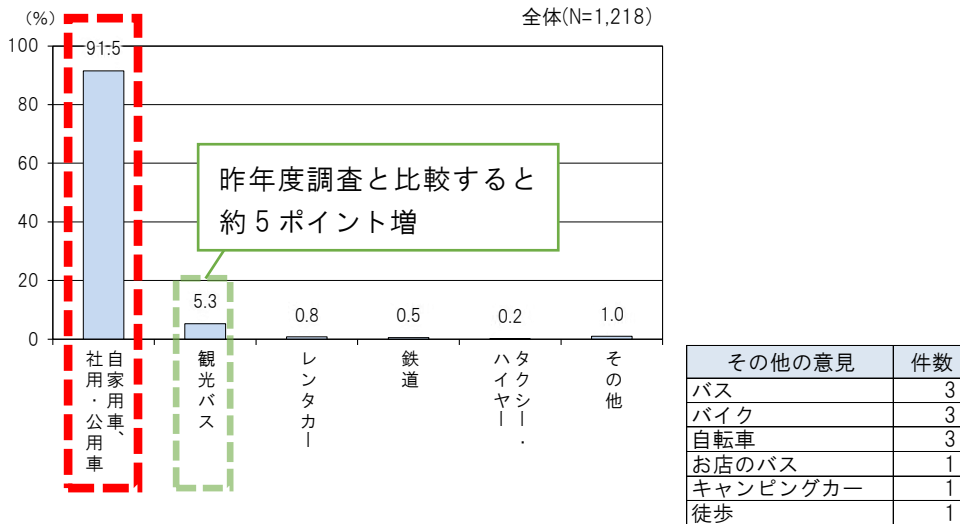 (%)
全体(N=1,218)
100
80
60
40
20
0
91.5
5.3
0.8
0.5
0.2
1.0
昨年度調査と比較すると
約5ポイント増
自家用車、
社用・公用車
観光バス
レンタカー
鉄道
タクシー・
ハイヤー
その他
その他の意見 件数
バス 3
バイク 3
自転車 3
お店のバス 1
キャンピングカー 1
徒歩 1